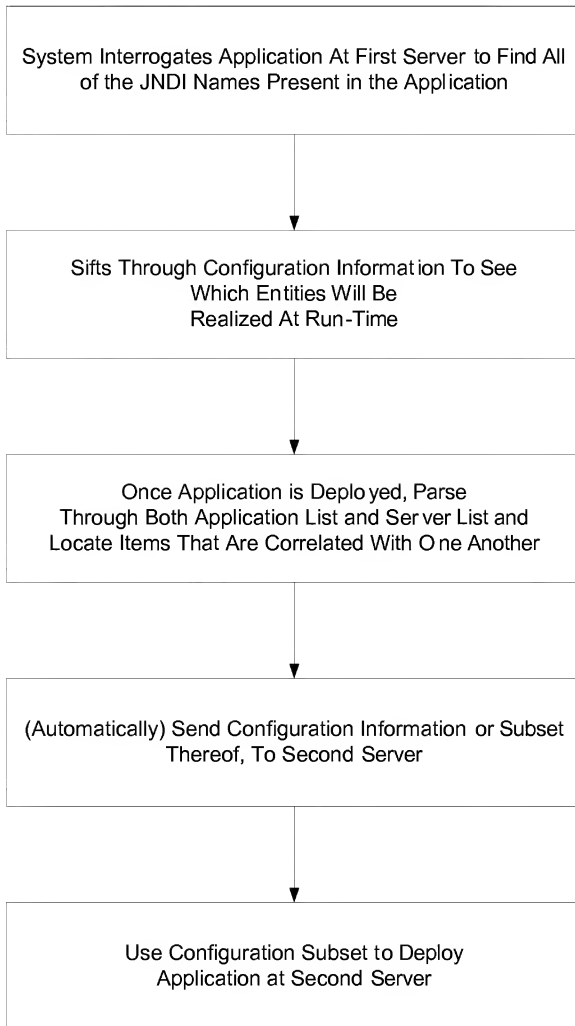 System Interrogates Application At First Server to Find All
of the JNDI Names Present in the Application
Sifts Through Configuration Information To See
Which Entities Will Be
Realized At Run-Time
Once Application is Deployed, Parse
Through Both Application List and Server List and
Locate Items That Are Correlated With One Another
(Automatically) Send Configuration Information or Subset
Thereof, To Second Server
Use Configuration Subset to Deploy
Application at Second Server